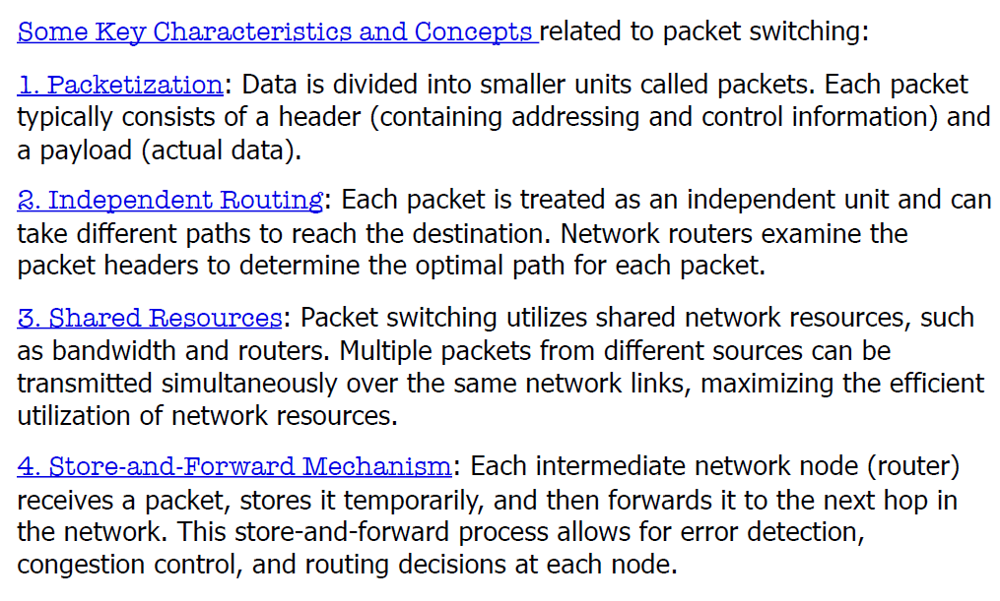 Some Key Characteristics and Concepts related to packet switching:
1. Packetization: Data is divided into smaller units called packets. Each packet
typically consists of a header (containing addressing and control information) and
a payload (actual data).
2. Independent Routing: Each packet is treated as an independent unit and can
take different paths to reach the destination. Network routers examine the
packet headers to determine the optimal path for each packet.
3. Shared Resources: Packet switching utilizes shared network resources, such
as bandwidth and routers. Multiple packets from different sources can be
transmitted simultaneously over the same network links, maximizing the efficient
utilization of network resources.
4. Store-and-Forward Mechanism: Each intermediate network node (router)
receives a packet, stores it temporarily, and then forwards it to the next hop in
the network. This store-and-forward process allows for error detection,
congestion control, and routing decisions at each node.